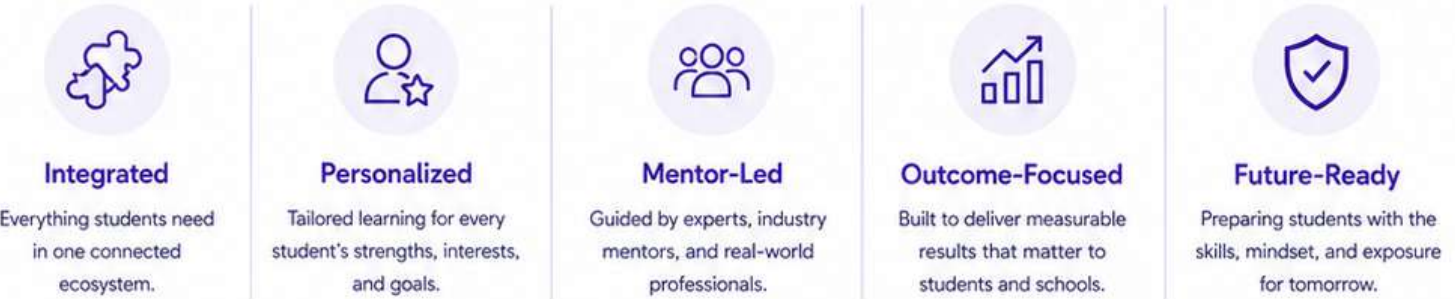 Integrated
Everything students need
in one connected
ecosystem.
Personalized
Tailored learning for every
student's strengths, interests,
and goals.
Mentor-Led
Guided by experts, industry
mentors, and real-world
professionals.
Outcome-Focused
Built to deliver measurable
results that matter to
students and schools.
Future-Ready
Preparing students with the
skills, mindset, and exposure
for tomorrow.